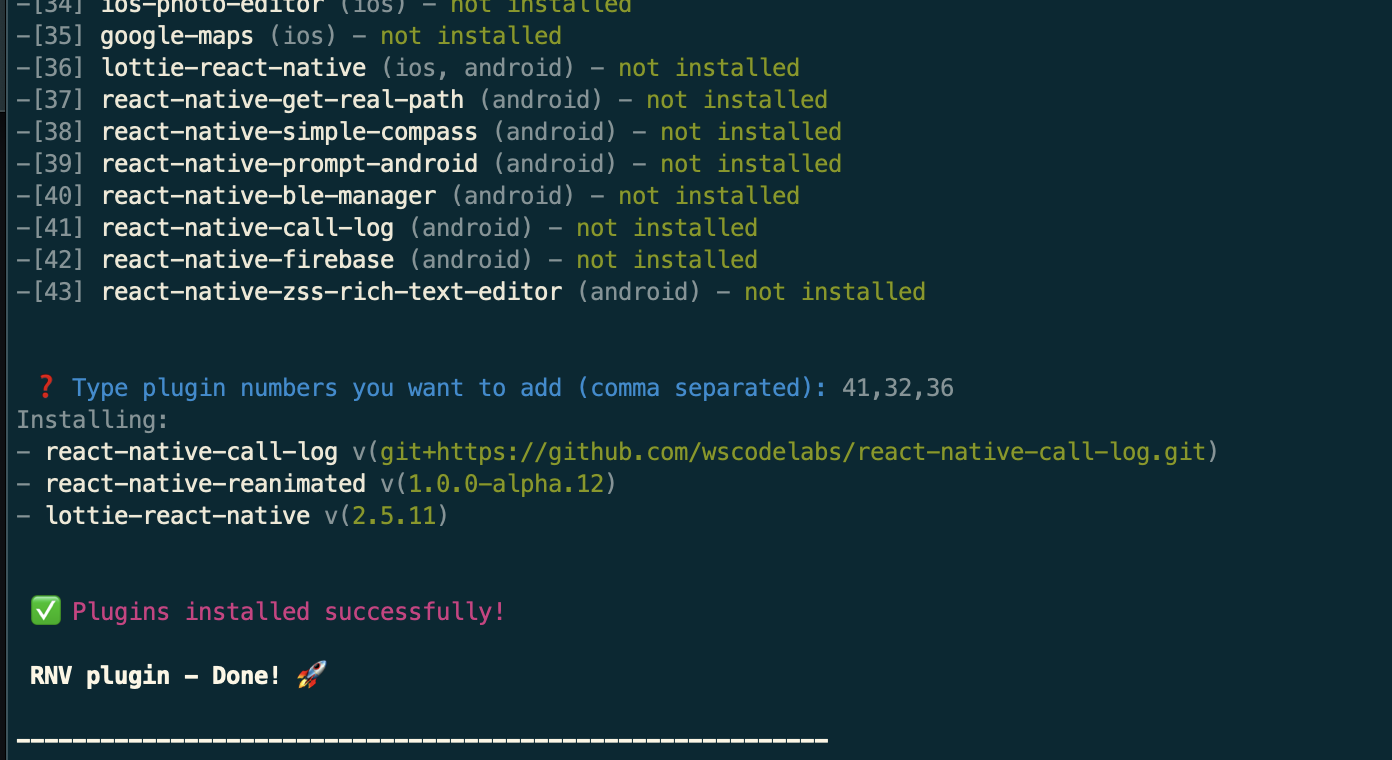 -[34] ios-photo-editor (ios) - not installed
-[35] google-maps (ios) - not installed
-[36] lottie-react-native (ios, android) - not installed
-[37] react-native-get-real-path (android) - not installed
-[38] react-native-simple-compass (android) - not installed
-[39] react-native-prompt-android (android) - not installed
-[40] react-native-ble-manager (android) - not installed
-[41] react-native-call-log (android) - not installed
-[42] react-native-firebase (android) - not installed
-[43] react-native-zss-rich-text-editor (android) - not installed
❓ Type plugin numbers you want to add (comma separated): 41,32,36
Installing:
- react-native-call-log v(git+https://github.com/wscodelabs/react-native-call-log.git)
- react-native-reanimated v(1.0.0-alpha.12)
- lottie-react-native v(2.5.11)
✅ Plugins installed successfully!
RNV plugin - Done! 🚀
----------------------------------------------------------